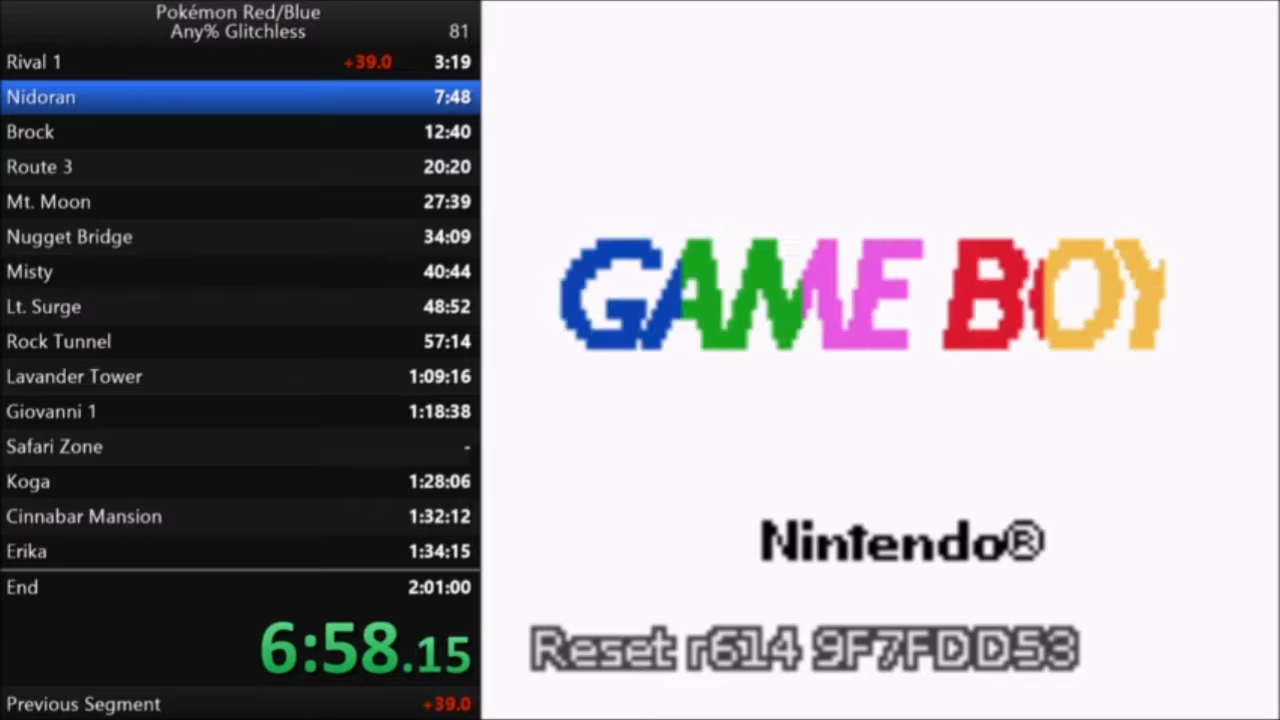 Pokémon Red/Blue
Any% Glitchless 81
Rival 1 +39.0 3:19
Nidoran 7:48
Brock 12:40
Route 3 20:20
Mt. Moon 27:39
Nugget Bridge 34:09
Misty 40:44
Lt. Surge 48:52
Rock Tunnel 57:14
Lavander Tower 1:09:16
Giovanni 1 1:18:38
Safari Zone -
Koga 1:28:06
Cinnabar Mansion 1:32:12
Erika 1:34:15
End 2:01:00
6:58.15
Previous Segment +39.0
GAME BOY
Nintendo®
Reset r614 9F7FDD53